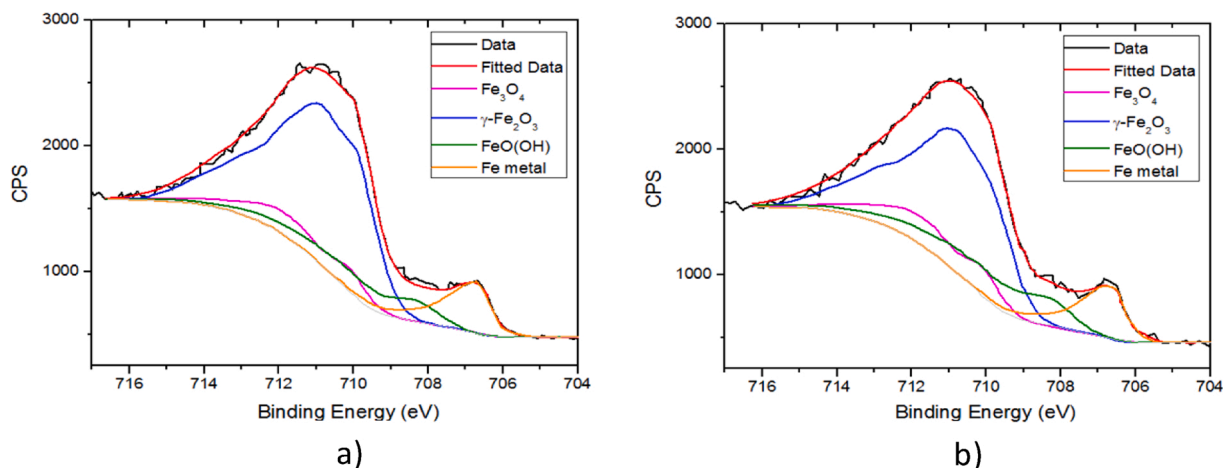 3000
2000
1000
CPS
716 714 712 710 708 706 704
Binding Energy (eV)
Data
Fitted Data
Fe₃O₄
γ-Fe₂O₃
FeO(OH)
Fe metal
a)
3000
2000
1000
CPS
716 714 712 710 708 706 704
Binding Energy (eV)
Data
Fitted Data
Fe₃O₄
γ-Fe₂O₃
FeO(OH)
Fe metal
b)